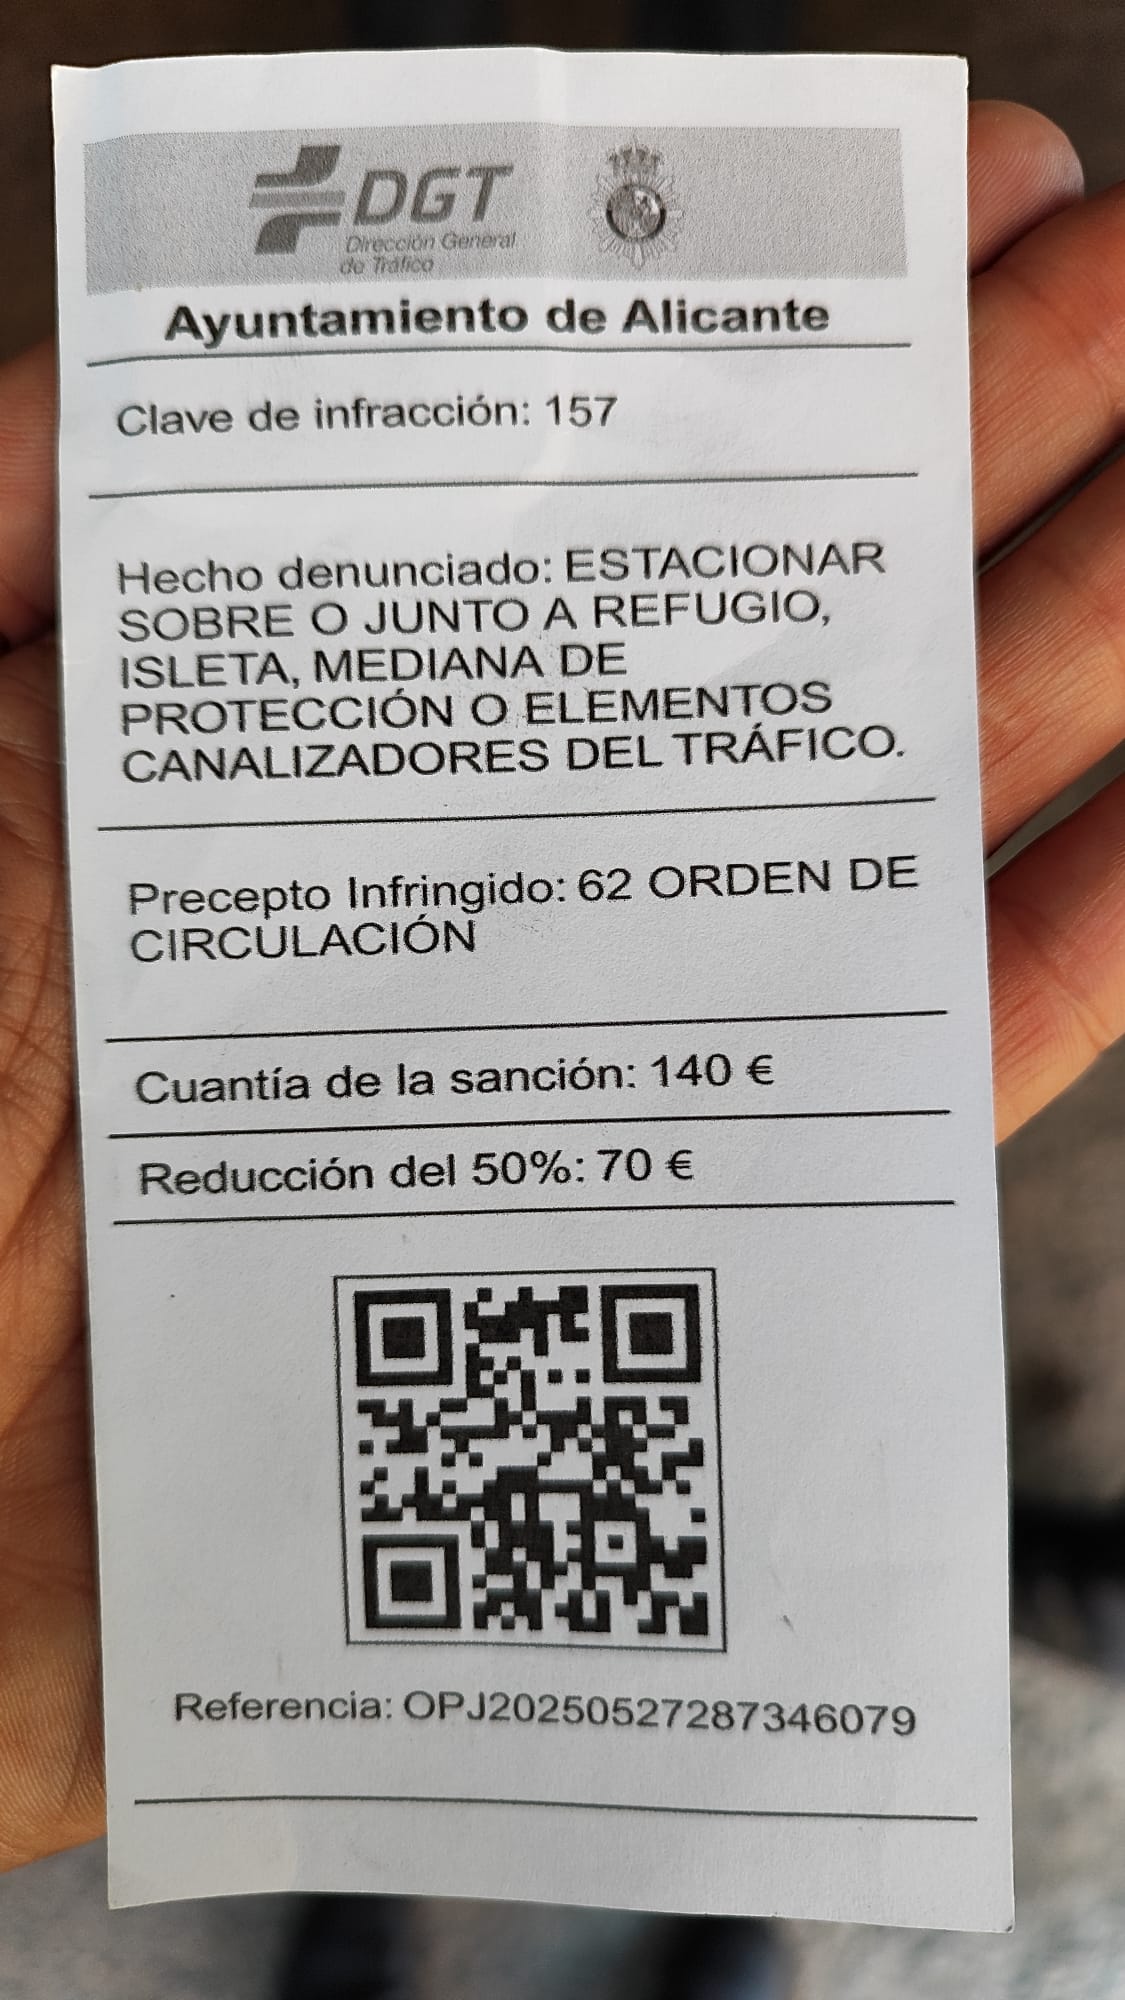 DGT
Dirección General
de Tráfico
Ayuntamiento de Alicante
Clave de infracción: 157
Hecho denunciado: ESTACIONAR
SOBRE O JUNTO A REFUGIO,
ISLETA, MEDIANA DE
PROTECCIÓN O ELEMENTOS
CANALIZADORES DEL TRÁFICO.
Precepto Infringido: 62 ORDEN DE
CIRCULACIÓN
Cuantía de la sanción: 140 €
Reducción del 50%: 70 €
Referencia: OPJ20250527287346079